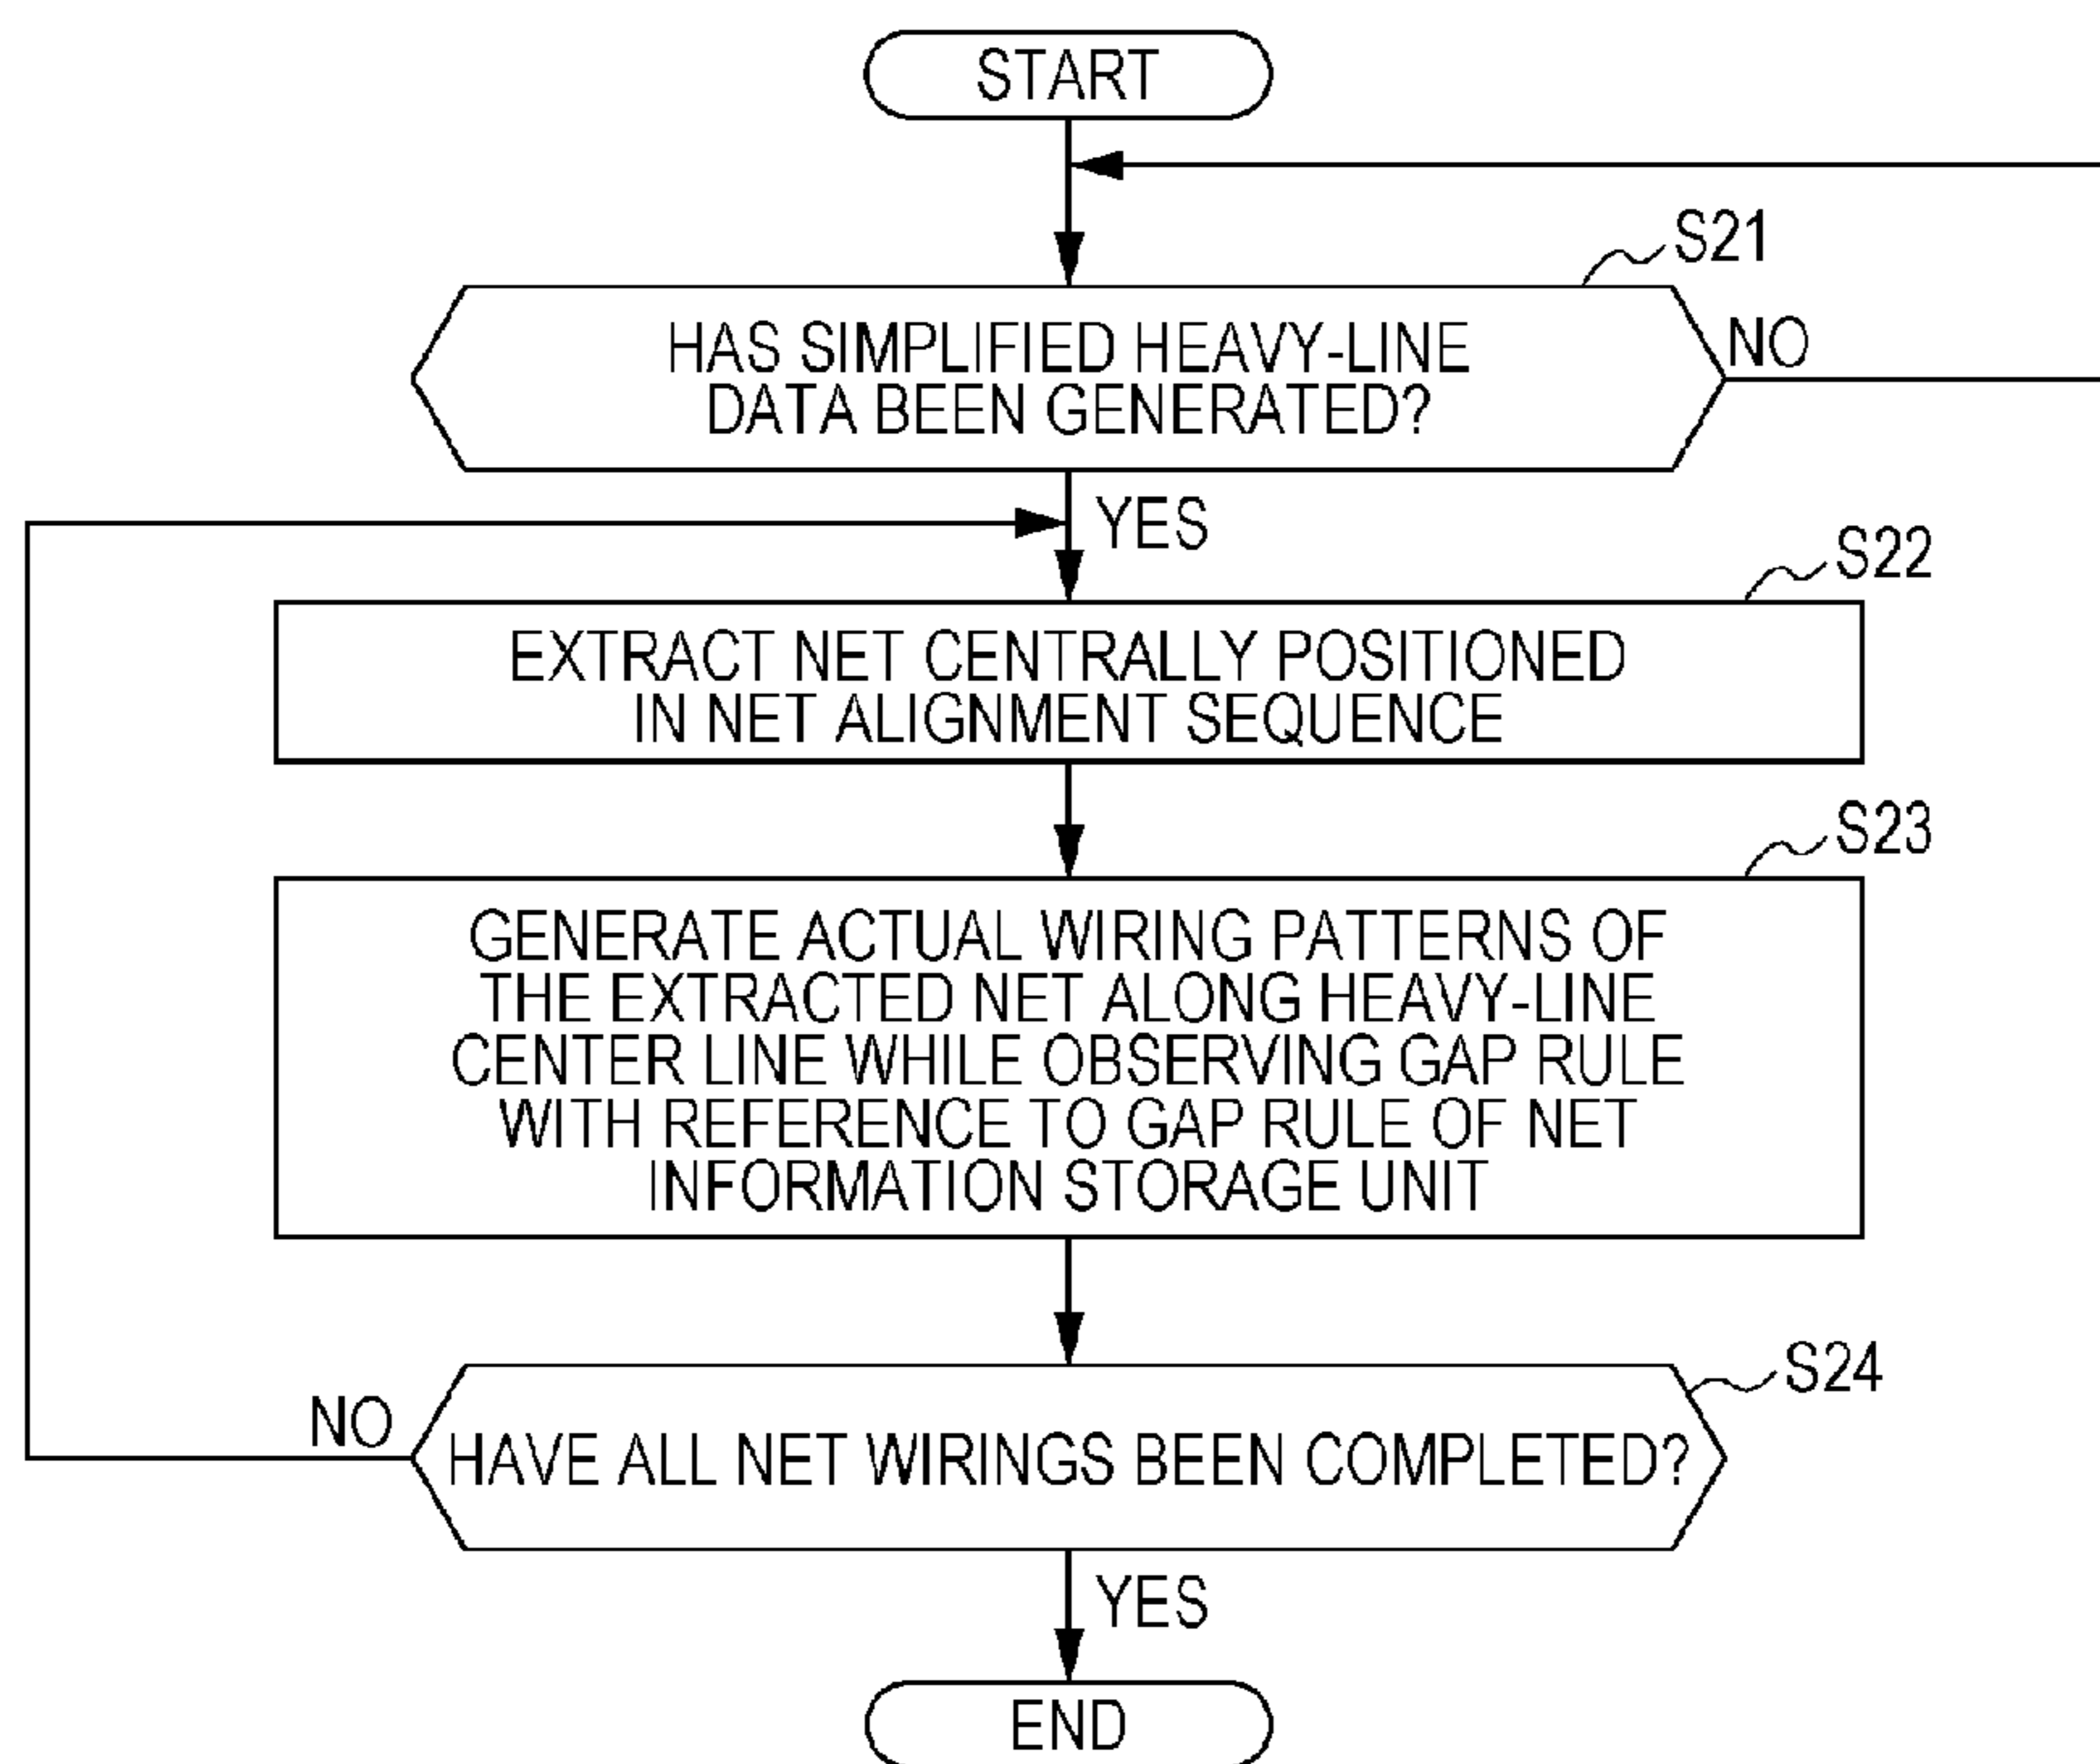 START
S21
HAS SIMPLIFIED HEAVY-LINE
DATA BEEN GENERATED?
NO
YES
S22
EXTRACT NET CENTRALLY POSITIONED
IN NET ALIGNMENT SEQUENCE
S23
GENERATE ACTUAL WIRING PATTERNS OF
THE EXTRACTED NET ALONG HEAVY-LINE
CENTER LINE WHILE OBSERVING GAP RULE
WITH REFERENCE TO GAP RULE OF NET
INFORMATION STORAGE UNIT
S24
NO
HAVE ALL NET WIRINGS BEEN COMPLETED?
YES
END